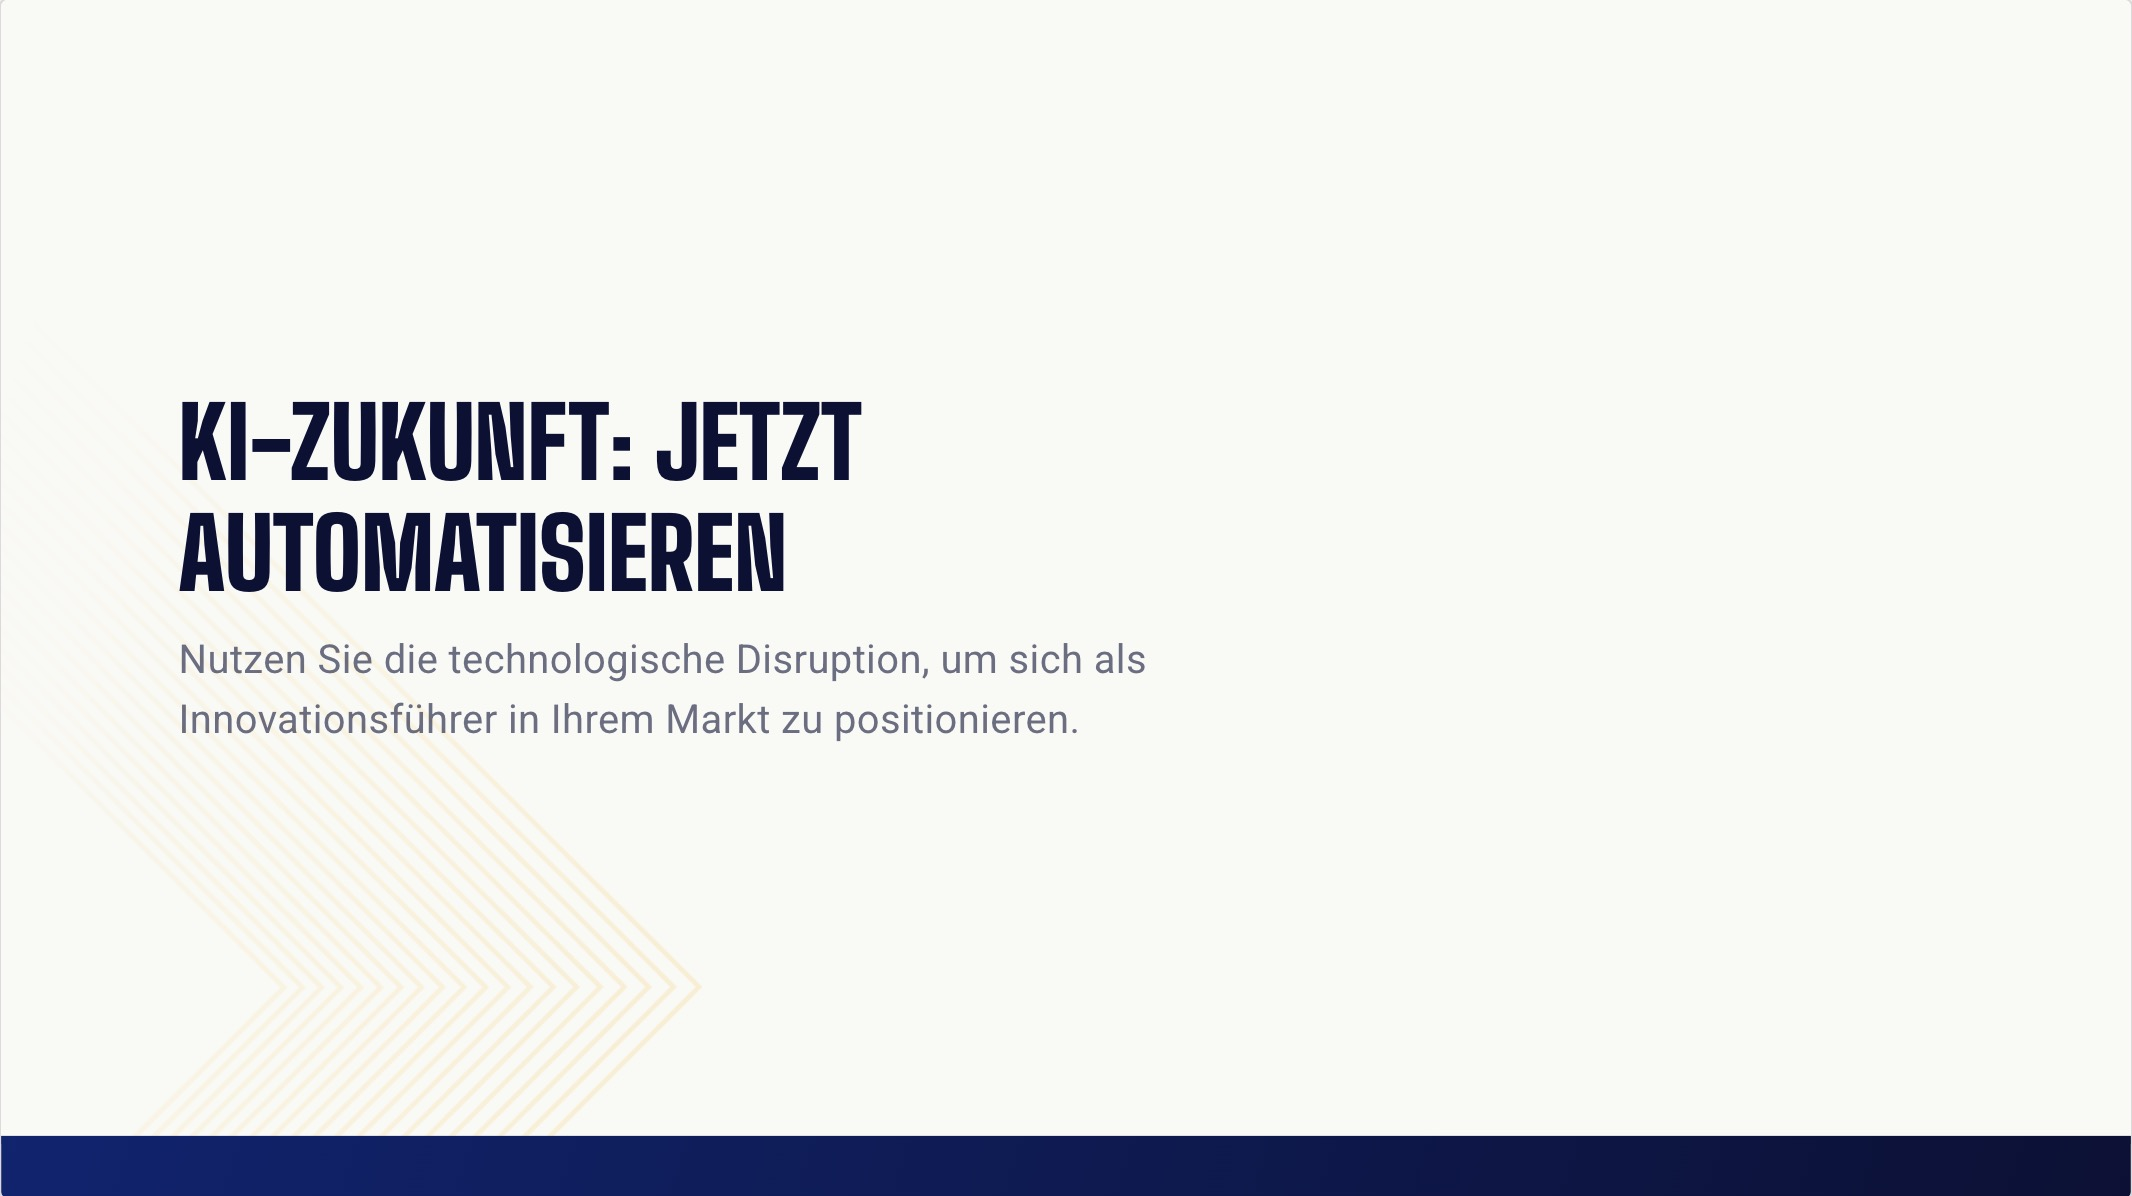 KI-ZUKUNFT: JETZT
AUTOMATISIEREN
Nutzen Sie die technologische Disruption, um sich als
Innovationsführer in Ihrem Markt zu positionieren.